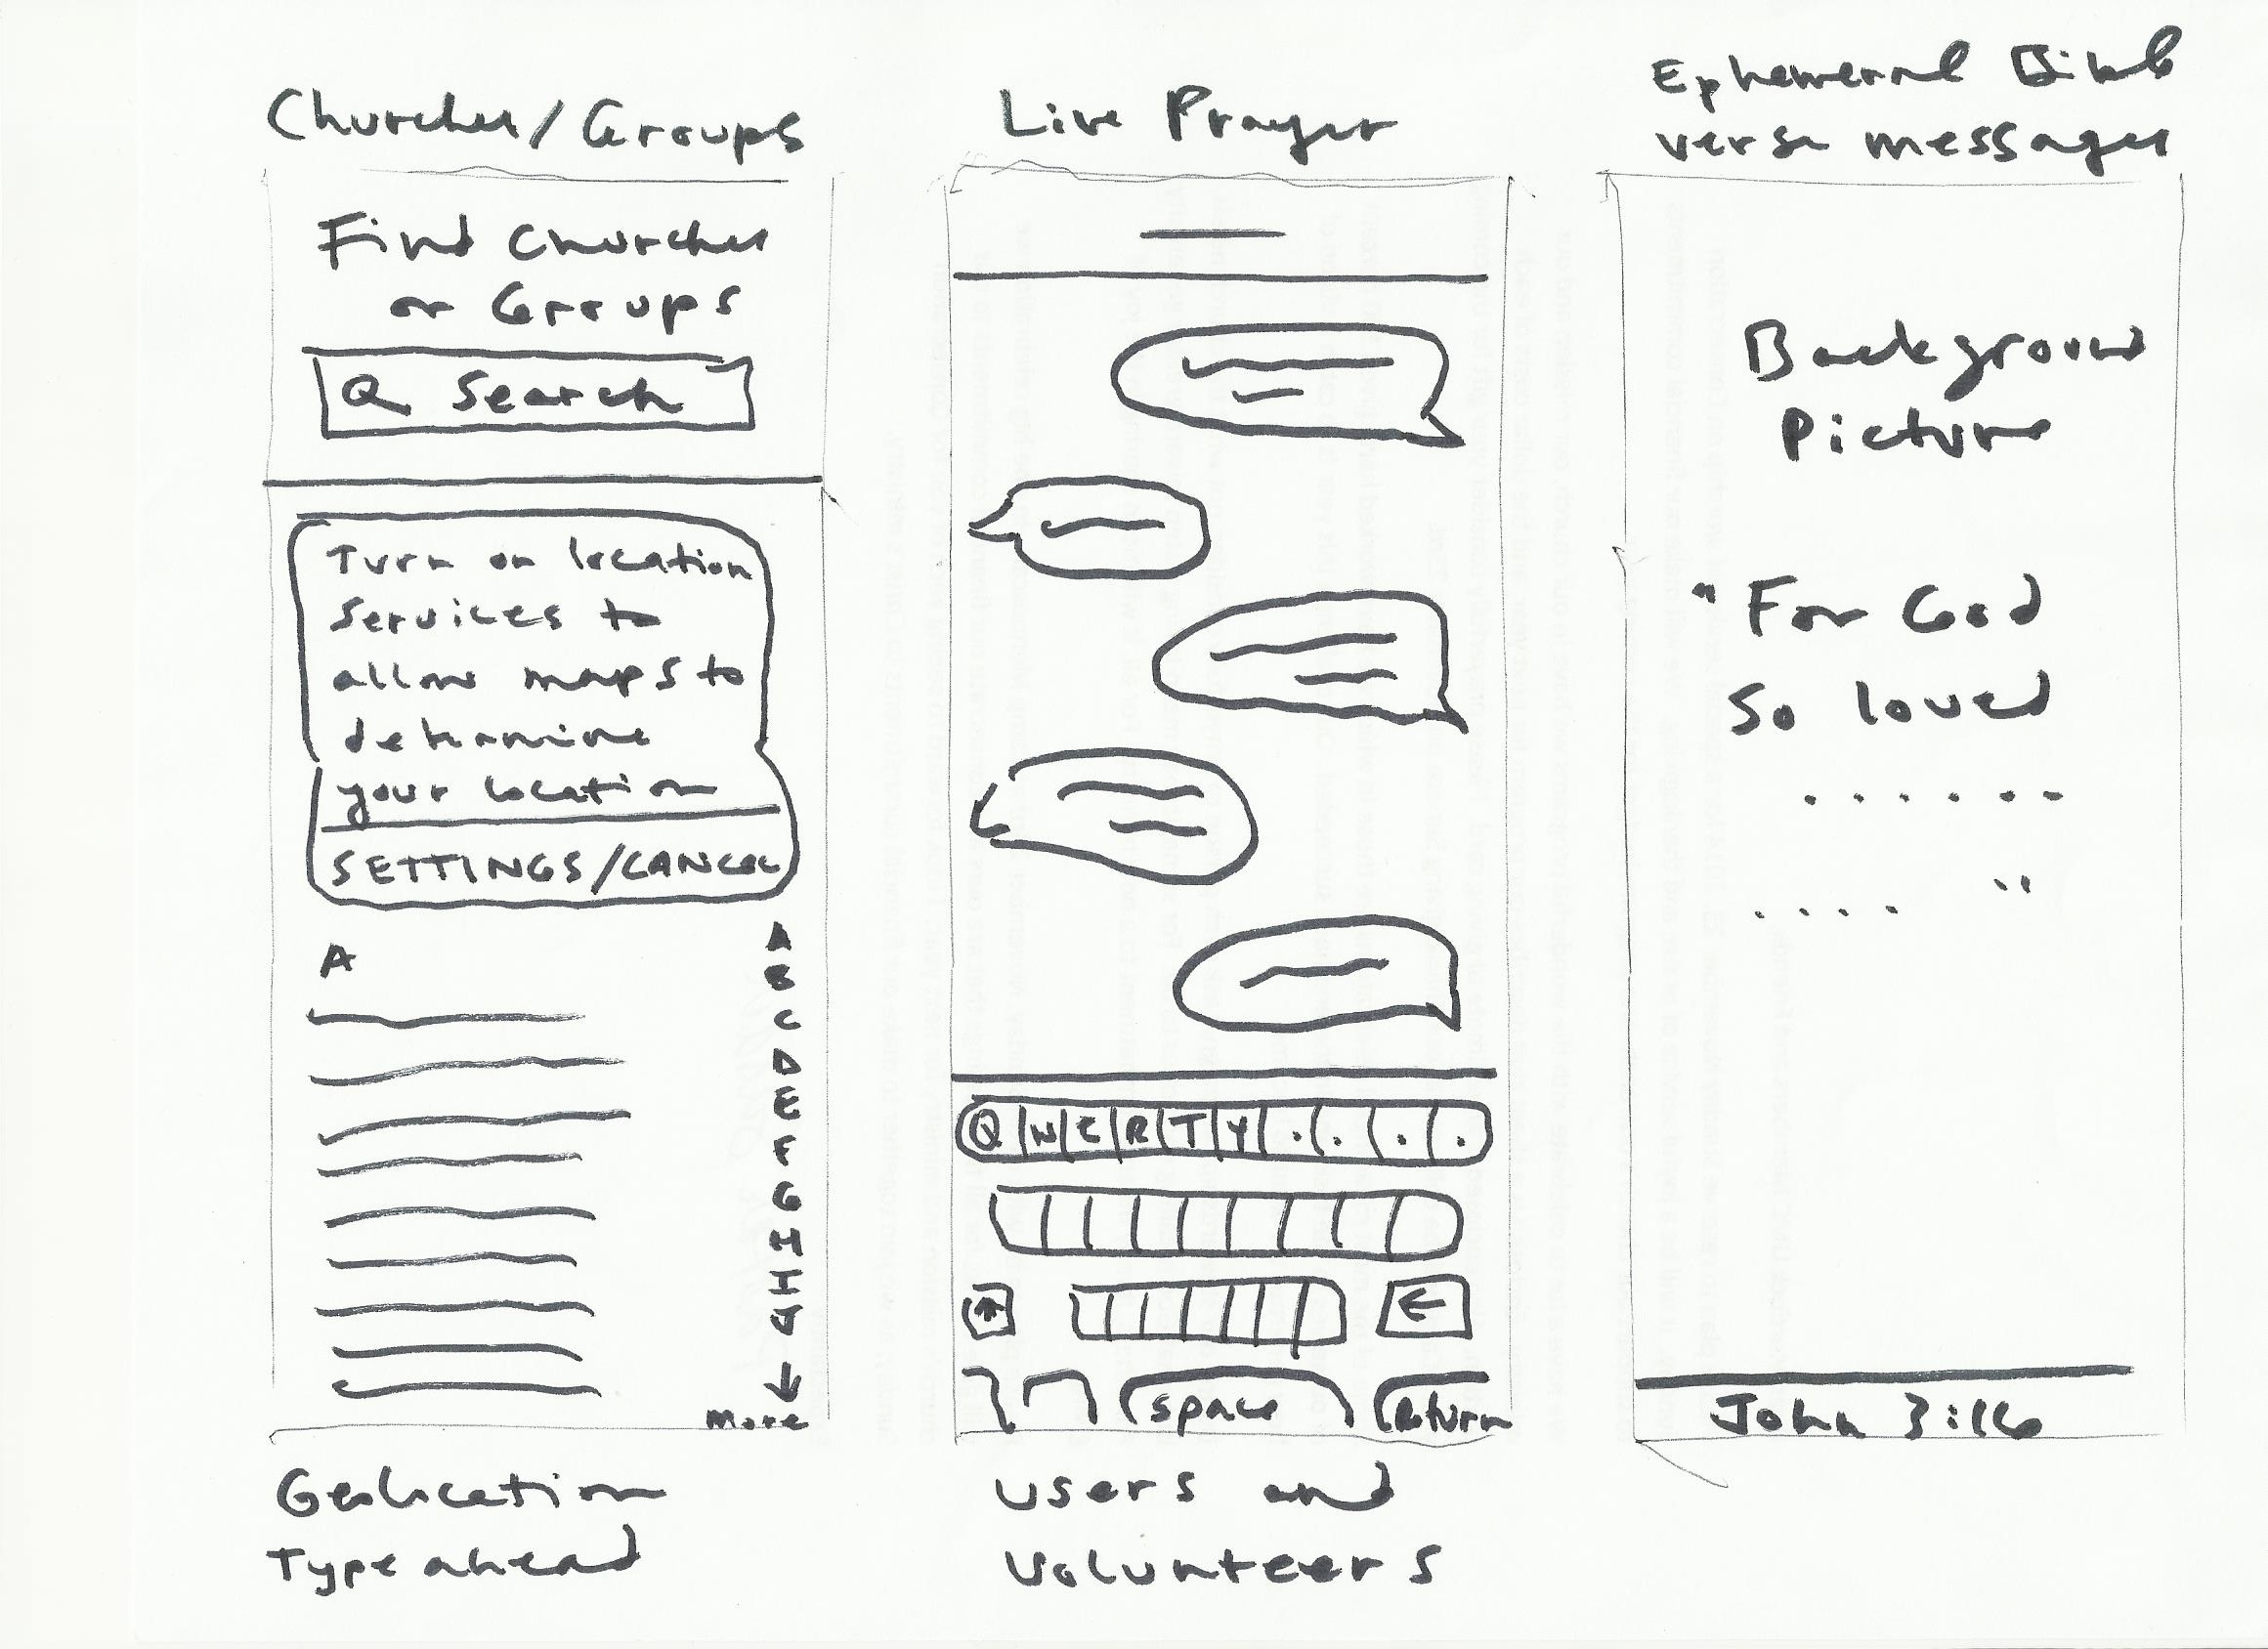 Churches/Groups
Find Churches
or Groups
Search
Turn on location
Services to
allow maps to
determine
your location
SETTINGS/CANCEL
A
A
B
C
D
E
F
G
H
I
J
More
Geolocation
Type ahead
Live Prayer
Q W E R T Y . . . .
space
Return
users and
Volunteers
Ephemeral Bible
verse messages
Background
Picture
"For God
So loved
. . . . . .
. . . . "
John 3:16